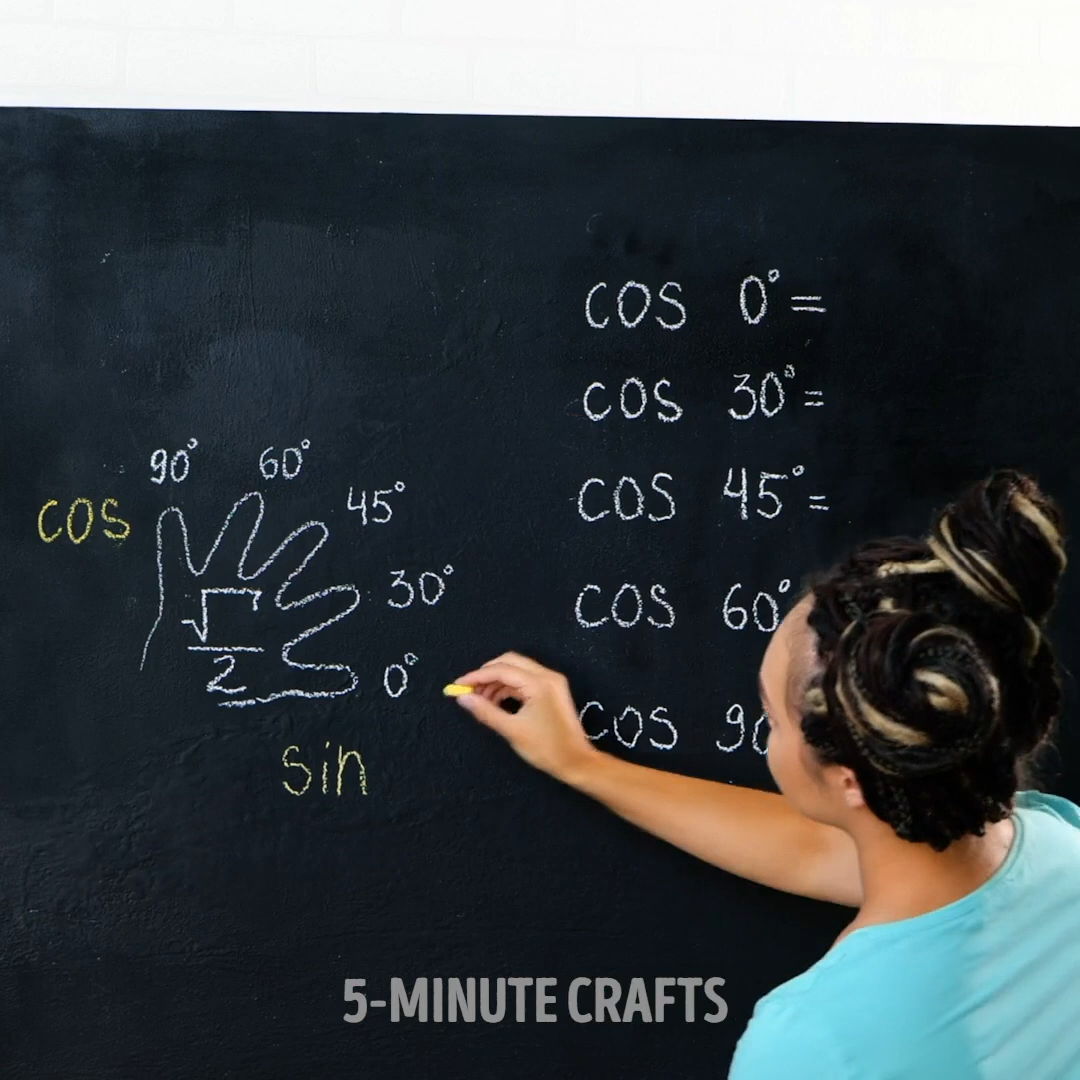 cos 0°=
cos 30°=
cos 45°=
cos 60°
cos 90
90°
60°
45°
30°
0°
cos
√
2
sin
5-MINUTE CRAFTS